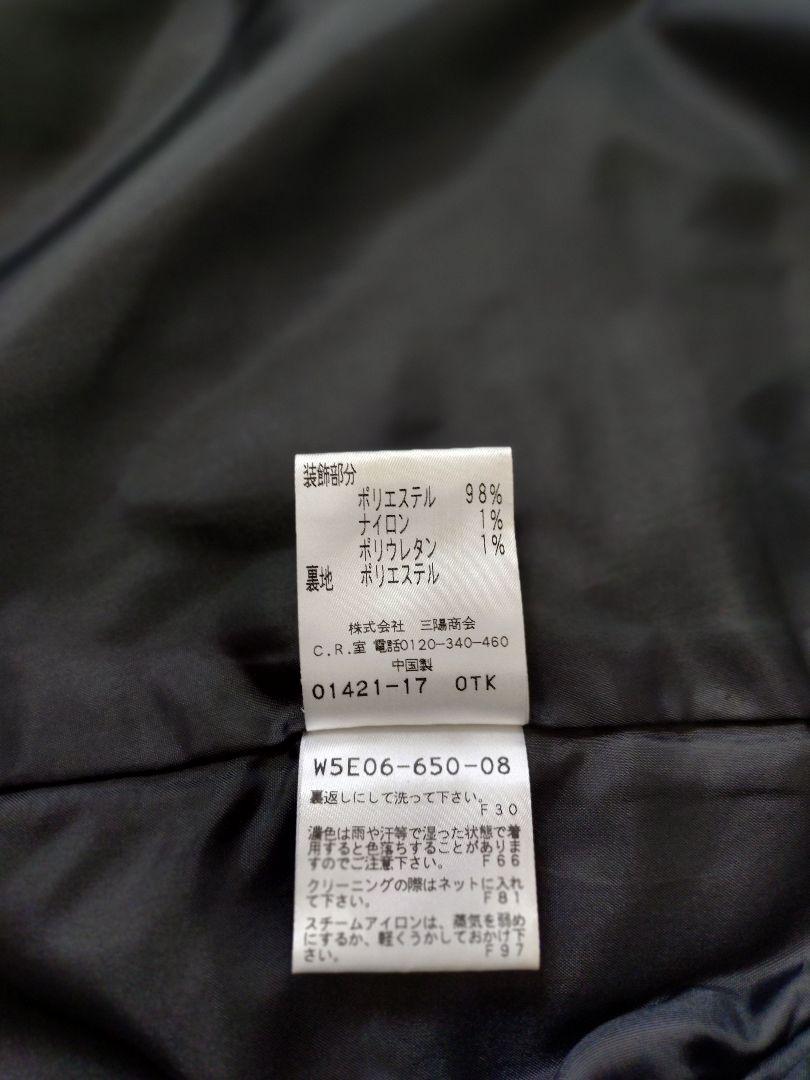 装飾部分
ポリエステル 98%
ナイロン 1%
ポリウレタン 1%
裏地 ポリエステル
株式会社 三陽商会
C.R.室 電話0120-340-460
中国製
01421-17 OTK
W5E06-650-08
裏返しにして洗って下さい。
F30
濃色は雨や汗等で湿った状態で着
用すると色落ちすることがありま
すのでご注意下さい。 F66
クリーニングの際はネットに入れ
て下さい。 F81
スチームアイロンは、蒸気を弱め
にするか、軽くうかしておかけ下
さい。 F97